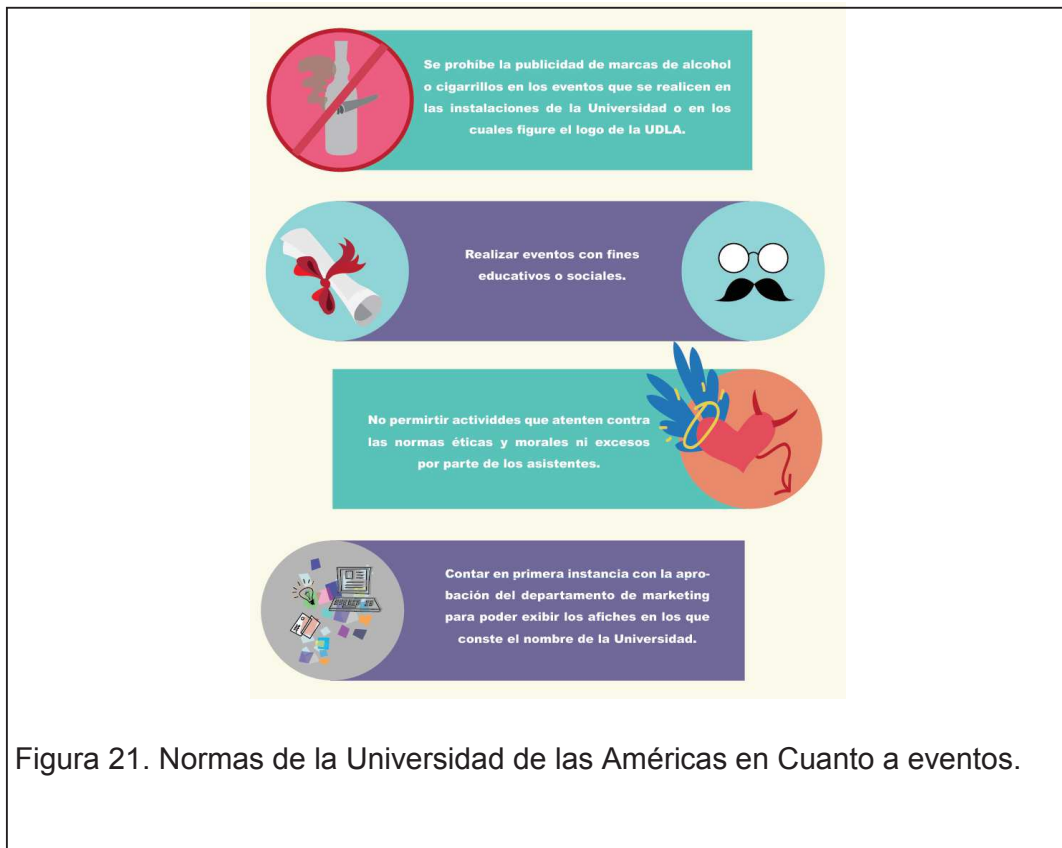 Se prohibe la publicidad de marcas de alcohol
o cigarrillos en los eventos que se realicen en
las instalaciones de la Universidad o en los
cuales figure el logo de la UDLA.
Realizar eventos con fines
educativos o sociales.
No permirtir actividdes que atenten contra
las normas éticas y morales ni excesos
por parte de los asistentes.
Contar en primera instancia con la apro-
bación del departamento de marketing
para poder exibir los afiches en los que
conste el nombre de la Universidad.
Figura 21. Normas de la Universidad de las Américas en Cuanto a eventos.